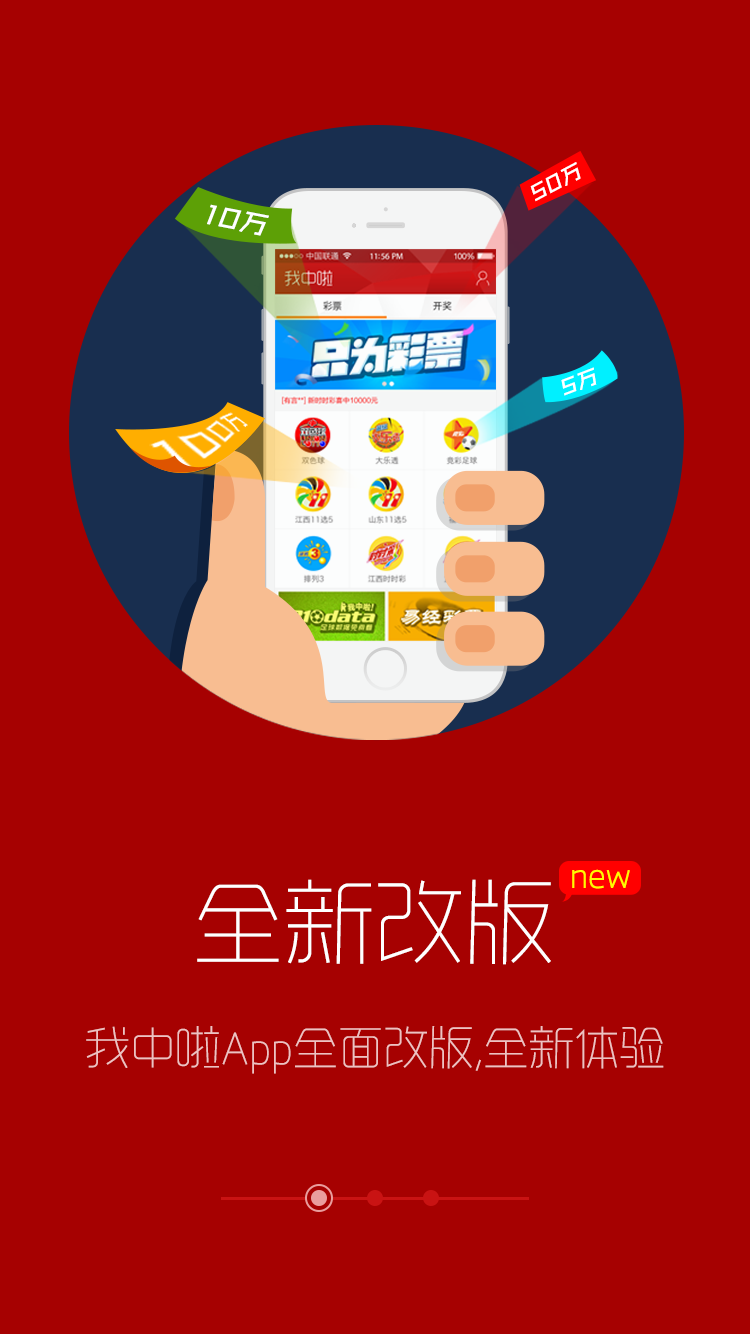 50万
10万
中国联通
11:56 PM
100%
我中啦
彩票
开奖
只为彩票
5万
[有言**] 新时时彩喜中10000元
100万
双色球
大乐透
竞彩足球
江西11选5
山东11选5
排列3
江西时时彩
我中啦!
10data
易经彩
new
全新改版
我中啦App全面改版,全新体验